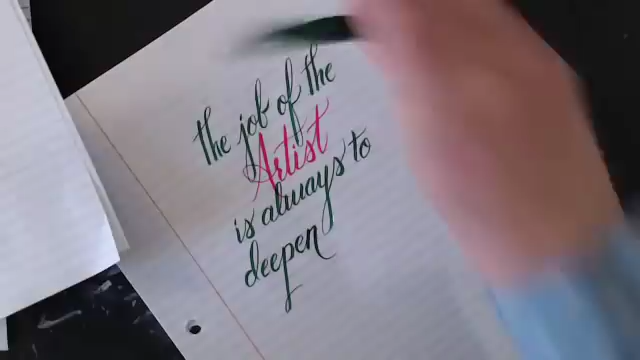 the job of the
Artist
is always to
deepen